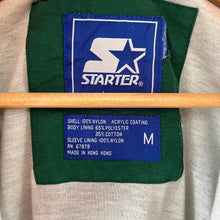 STARTER®
SHELL 100% NYLON ACRYLIC COATING
BODY LINING 65% POLYESTER
35% COTTON
SLEEVE LINING 100% NYLON
RN 67879
MADE IN HONG KONG
M